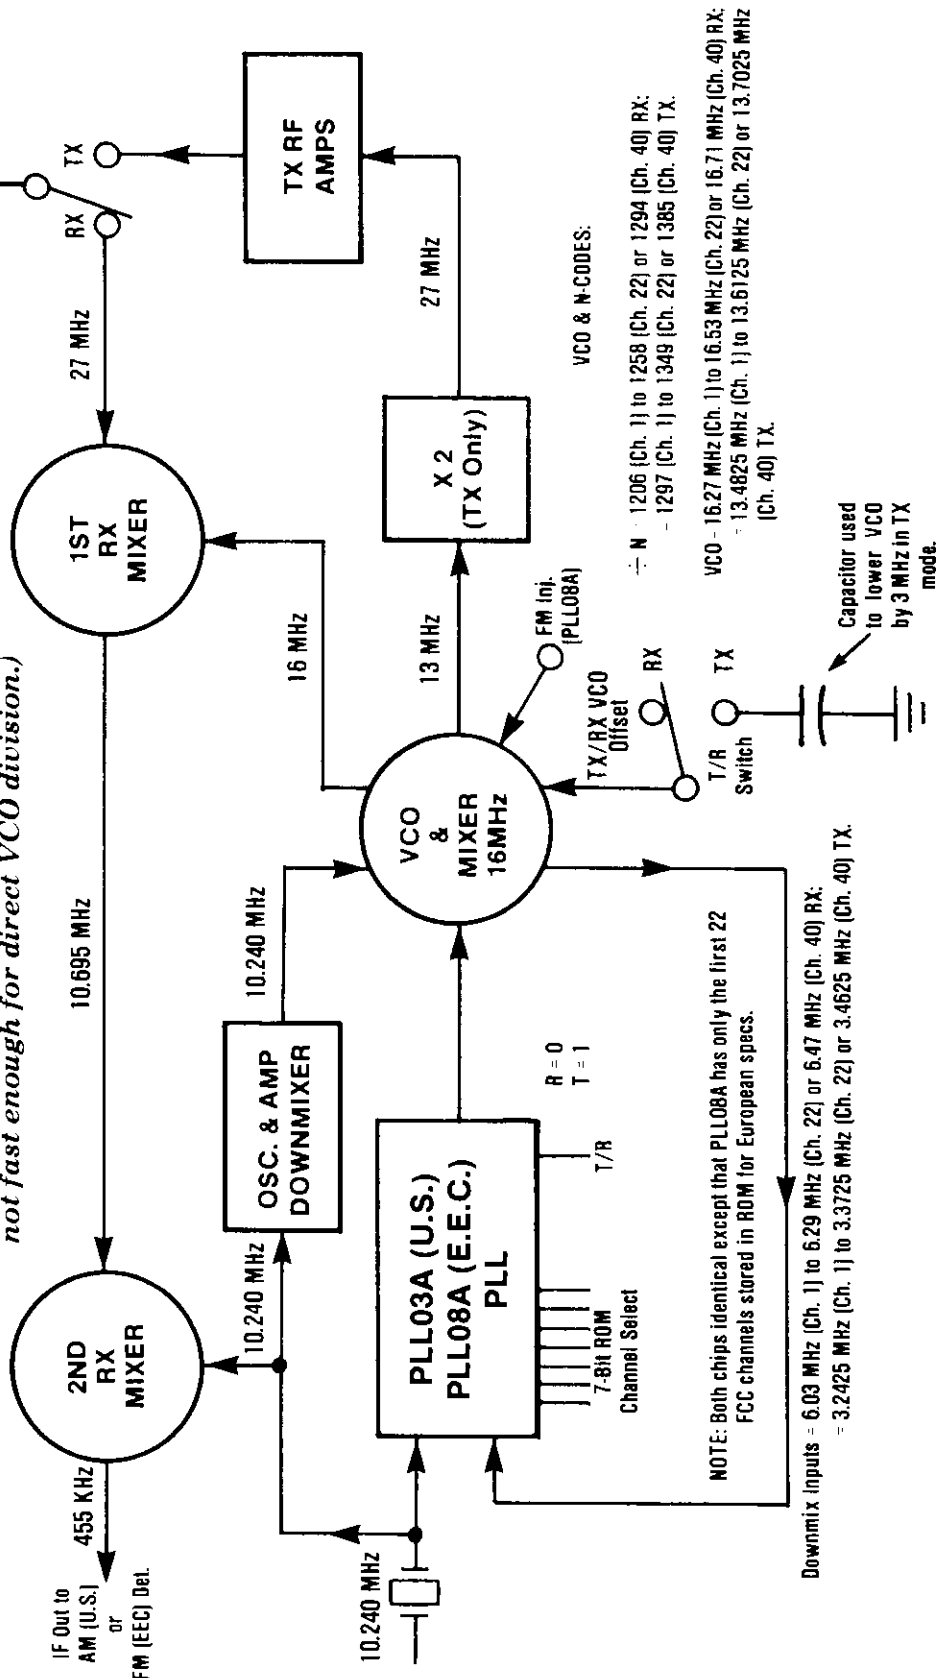 not fast enough for direct VCO division.)
IF Out to
AM (U.S.)
or
FM (EEC) Det.
455 KHz
2ND
RX
MIXER
10.695 MHz
1ST
RX
MIXER
27 MHz
RX
TX
TX RF
AMPS
27 MHz
10.240 MHz
OSC. & AMP
DOWNMIXER
10.240 MHz
16 MHz
10.240 MHz
PLL03A (U.S.)
PLL08A (E.E.C.)
PLL
VCO
&
MIXER
16MHz
13 MHz
X 2
(TX Only)
FM Inj.
(PLL08A)
7-Bit ROM
Channel Select
T/R
R = 0
T = 1
TX/RX VCO
Offset
RX
T/R
Switch
TX
Capacitor used
to lower VCO
by 3 MHz in TX
mode.
VCO & N-CODES:
÷ N = 1206 (Ch. 1) to 1258 (Ch. 22) or 1294 (Ch. 40) RX;
= 1297 (Ch. 1) to 1349 (Ch. 22) or 1385 (Ch. 40) TX.
VCO = 16.27 MHz (Ch. 1) to 16.53 MHz (Ch. 22) or 16.71 MHz (Ch. 40) RX;
= 13.4825 MHz (Ch. 1) to 13.6125 MHz (Ch. 22) or 13.7025 MHz
(Ch. 40) TX.
NOTE: Both chips identical except that PLL08A has only the first 22
FCC channels stored in ROM for European specs.
Downmix Inputs = 6.03 MHz (Ch. 1) to 6.29 MHz (Ch. 22) or 6.47 MHz (Ch. 40) RX;
= 3.2425 MHz (Ch. 1) to 3.3725 MHz (Ch. 22) or 3.4625 MHz (Ch. 40) TX.